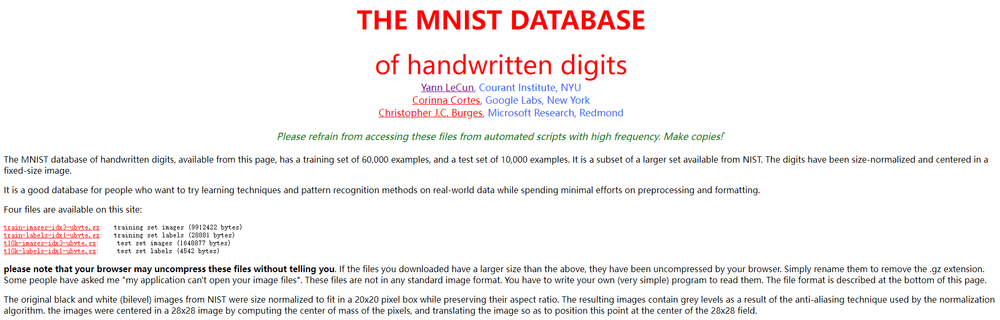 THE MNIST DATABASE
of handwritten digits
Yann LeCun, Courant Institute, NYU
Corinna Cortes, Google Labs, New York
Christopher J.C. Burges, Microsoft Research, Redmond
Please refrain from accessing these files from automated scripts with high frequency. Make copies!
The MNIST database of handwritten digits, available from this page, has a training set of 60,000 examples, and a test set of 10,000 examples. It is a subset of a larger set available from NIST. The digits have been size-normalized and centered in a
fixed-size image.
It is a good database for people who want to try learning techniques and pattern recognition methods on real-world data while spending minimal efforts on preprocessing and formatting.
Four files are available on this site:
train-images-idx3-ubyte.gz: training set images (9912422 bytes)
train-labels-idx1-ubyte.gz: training set labels (28881 bytes)
t10k-images-idx3-ubyte.gz: test set images (1648877 bytes)
t10k-labels-idx1-ubyte.gz: test set labels (4542 bytes)
please note that your browser may uncompress these files without telling you. If the files you downloaded have a larger size than the above, they have been uncompressed by your browser. Simply rename them to remove the .gz extension.
Some people have asked me "my application can't open your image files". These files are not in any standard image format. You have to write your own (very simple) program to read them. The file format is described at the bottom of this page.
The original black and white (bilevel) images from NIST were size normalized to fit in a 20x20 pixel box while preserving their aspect ratio. The resulting images contain grey levels as a result of the anti-aliasing technique used by the normalization
algorithm. the images were centered in a 28x28 image by computing the center of mass of the pixels, and translating the image so as to position this point at the center of the 28x28 field.